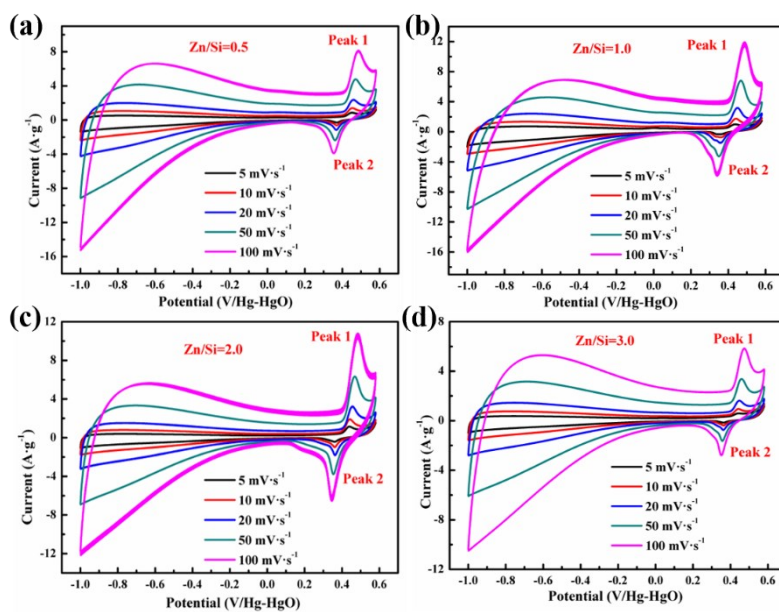 (a)
Zn/Si=0.5
Peak 1
Peak 2
5 mV·s⁻¹
10 mV·s⁻¹
20 mV·s⁻¹
50 mV·s⁻¹
100 mV·s⁻¹
8
4
0
-4
-8
-12
-16
Current (A·g⁻¹)
-1.0 -0.8 -0.6 -0.4 -0.2 0.0 0.2 0.4 0.6
Potential (V/Hg-HgO)
(b)
Zn/Si=1.0
Peak 1
Peak 2
5 mV·s⁻¹
10 mV·s⁻¹
20 mV·s⁻¹
50 mV·s⁻¹
100 mV·s⁻¹
12
8
4
0
-4
-8
-12
-16
Current (A·g⁻¹)
-1.0 -0.8 -0.6 -0.4 -0.2 0.0 0.2 0.4 0.6
Potential (V/Hg-HgO)
(c)
Zn/Si=2.0
Peak 1
Peak 2
5 mV·s⁻¹
10 mV·s⁻¹
20 mV·s⁻¹
50 mV·s⁻¹
100 mV·s⁻¹
12
8
4
0
-4
-8
-12
Current (A·g⁻¹)
-1.0 -0.8 -0.6 -0.4 -0.2 0.0 0.2 0.4 0.6
Potential (V/Hg-HgO)
(d)
Zn/Si=3.0
Peak 1
Peak 2
5 mV·s⁻¹
10 mV·s⁻¹
20 mV·s⁻¹
50 mV·s⁻¹
100 mV·s⁻¹
8
4
0
-4
-8
-12
Current (A·g⁻¹)
-1.0 -0.8 -0.6 -0.4 -0.2 0.0 0.2 0.4 0.6
Potential (V/Hg-HgO)